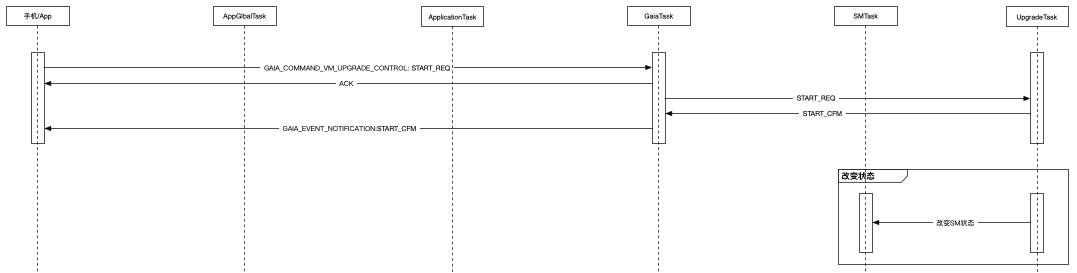 手机/App
AppGlbalTask
ApplicationTask
GaiaTask
SMTask
UpgradeTask
GAIA_COMMAND_VM_UPGRADE_CONTROL: START_REQ
ACK
START_REQ
START_CFM
GAIA_EVENT_NOTIFICATION:START_CFM
改变状态
改变SM状态